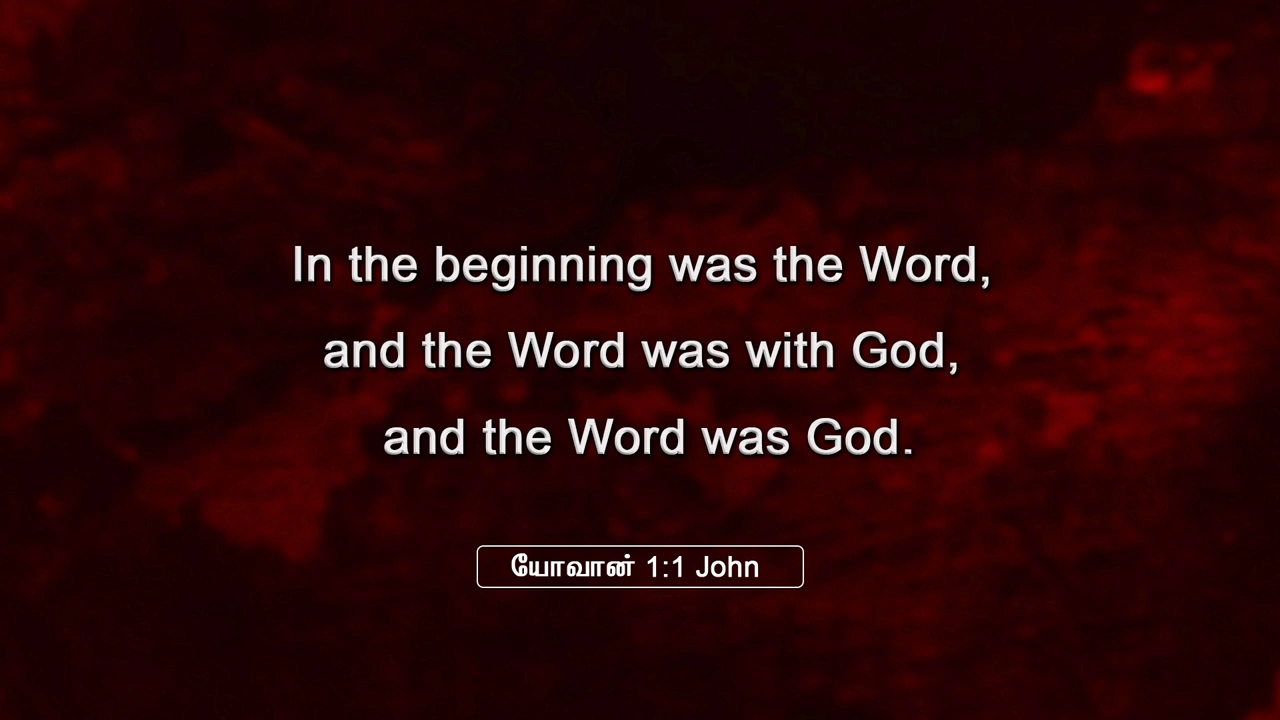 In the beginning was the Word,
and the Word was with God,
and the Word was God.
யோவான் 1:1 John